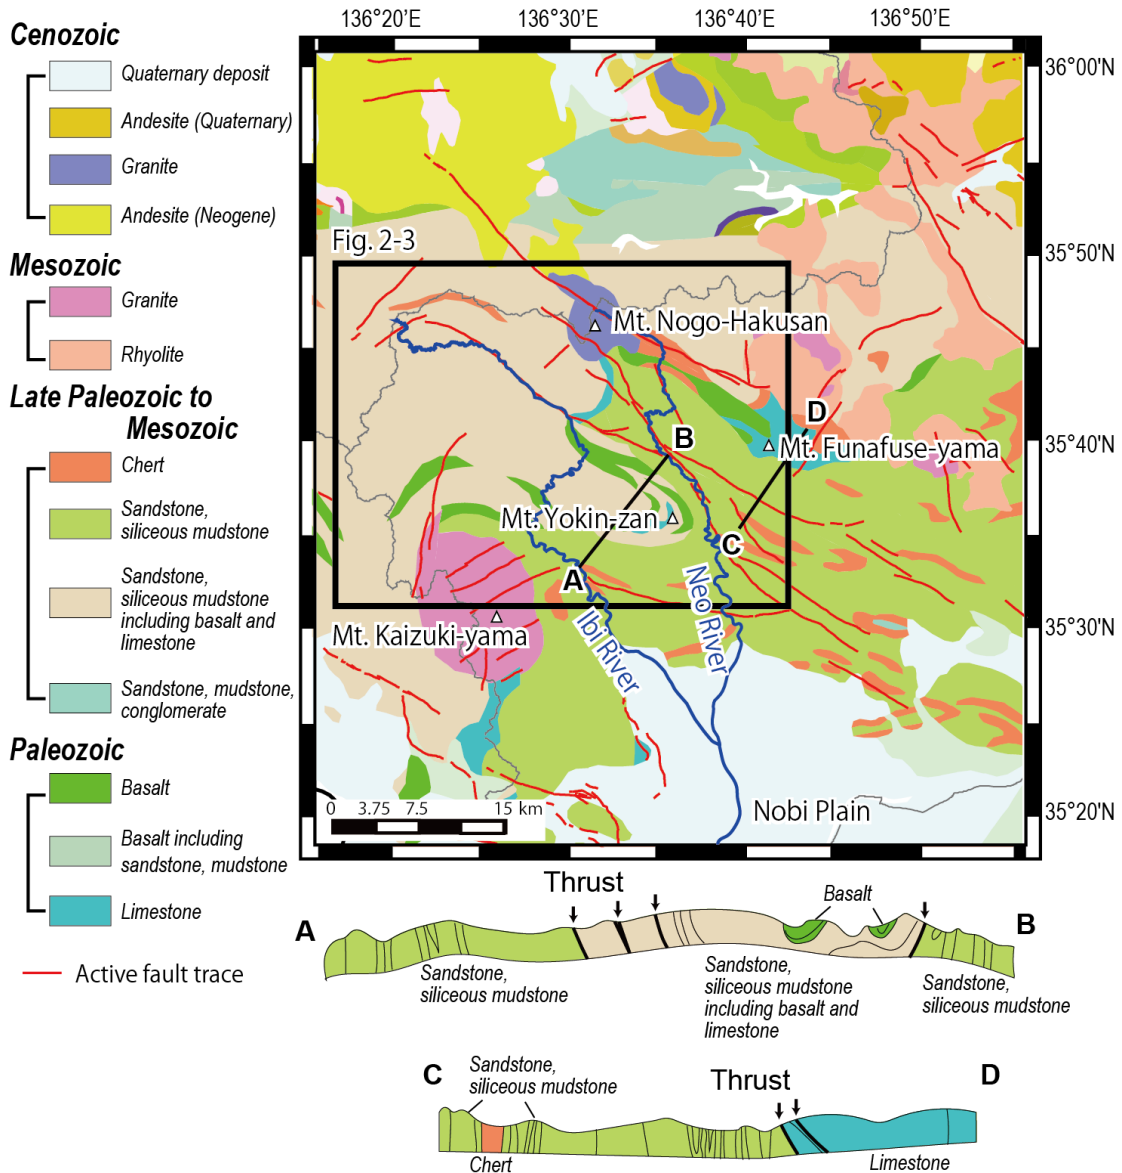 136°20'E
136°30'E
136°40'E
136°50'E
Cenozoic
Quaternary deposit
Andesite (Quaternary)
Granite
Andesite (Neogene)
Mesozoic
Granite
Rhyolite
Late Paleozoic to
Mesozoic
Chert
Sandstone,
siliceous mudstone
Sandstone,
siliceous mudstone
including basalt and
limestone
Sandstone, mudstone,
conglomerate
Paleozoic
Basalt
Basalt including
sandstone, mudstone
Limestone
Active fault trace
36°00'N
35°50'N
35°40'N
35°30'N
35°20'N
Fig. 2-3
Mt. Nogo-Hakusan
D
B
Mt. Funafuse-yama
Mt. Yokin-zan
C
A
Mt. Kaizuki-yama
Ibi River
Neo River
Nobi Plain
0 3.75 7.5 15 km
Thrust
Basalt
A
B
Sandstone,
siliceous mudstone
Sandstone,
siliceous mudstone
including basalt and
limestone
Sandstone,
siliceous mudstone
C
Sandstone,
siliceous mudstone
Thrust
D
Chert
Limestone